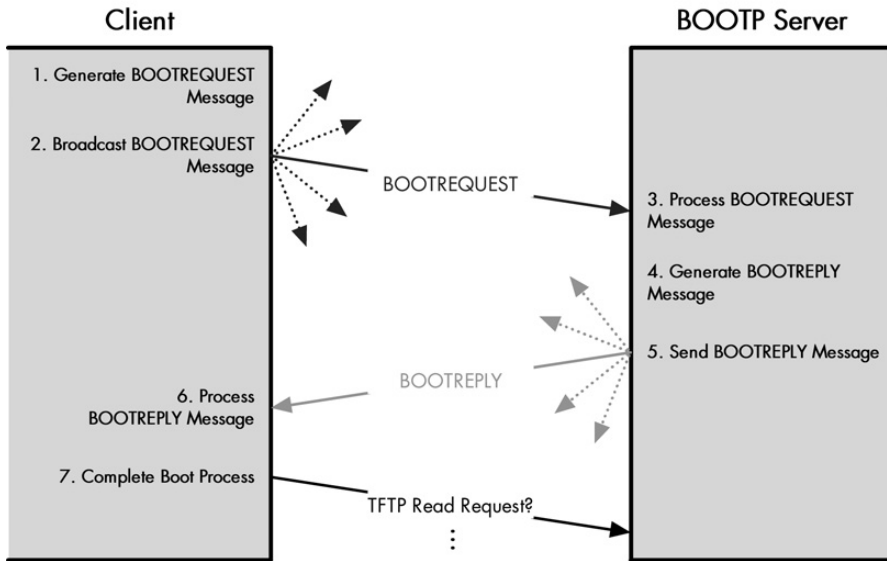 Client
BOOTP Server
1. Generate BOOTREQUEST
Message
2. Broadcast BOOTREQUEST
Message
BOOTREQUEST
3. Process BOOTREQUEST
Message
4. Generate BOOTREPLY
Message
5. Send BOOTREPLY Message
BOOTREPLY
6. Process
BOOTREPLY Message
7. Complete Boot Process
TFTP Read Request?